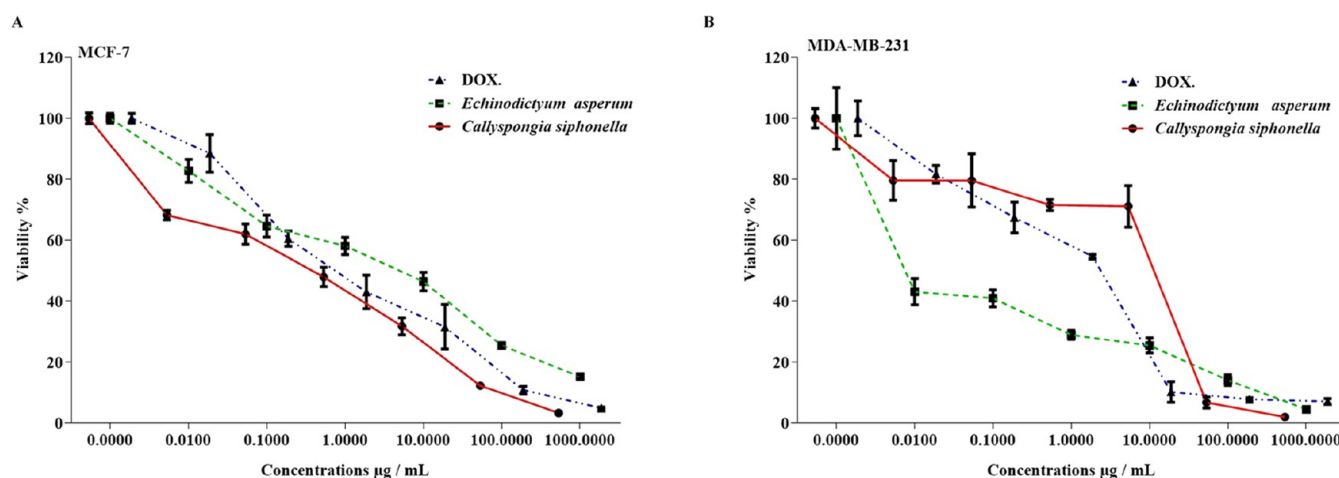 A
MCF-7
120
100
80
60
40
20
0
Viability %
DOX.
Echinodictyum asperum
Callyspongia siphonella
0.0000
0.0100
0.1000
1.0000
10.0000
100.0000
1000.0000
Concentrations µg / mL
B
MDA-MB-231
120
100
80
60
40
20
0
Viability %
DOX.
Echinodictyum asperum
Callyspongia siphonella
0.0000
0.0100
0.1000
1.0000
10.0000
100.0000
1000.0000
Concentrations µg / mL